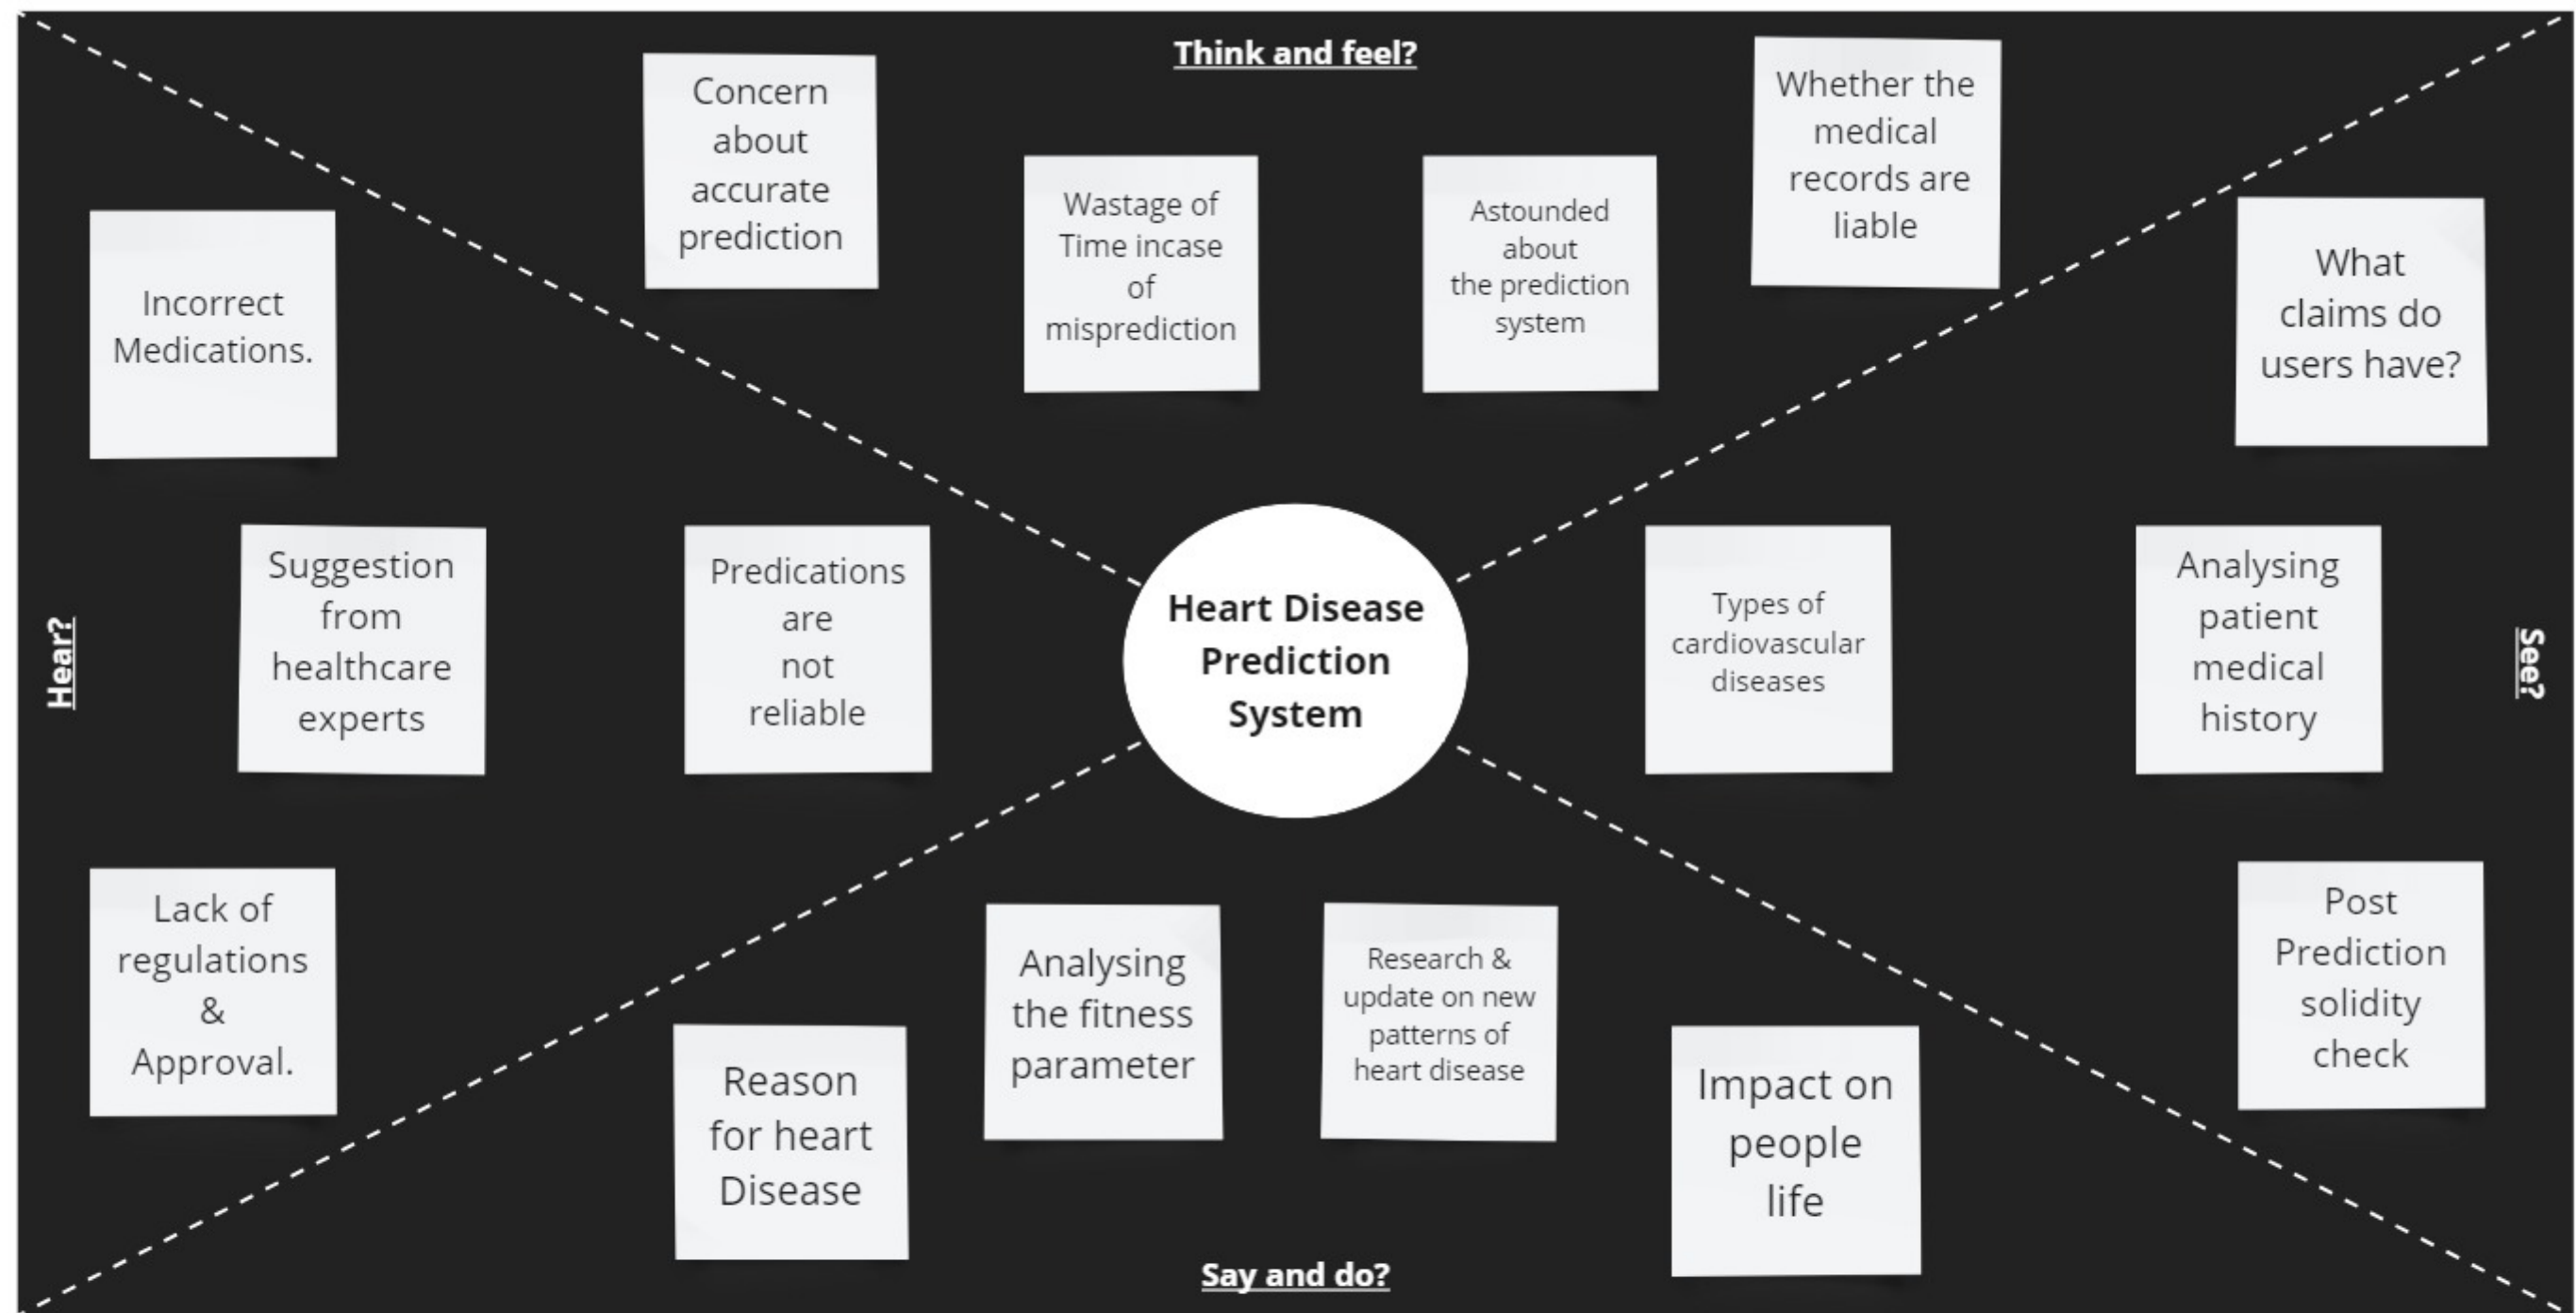 Think and feel?
Concern
about
accurate
prediction
Wastage of
Time incase
of
misprediction
Astounded
about
the prediction
system
Whether the
medical
records are
liable
Hear?
Incorrect
Medications.
Suggestion
from
healthcare
experts
Predications
are
not
reliable
Lack of
regulations
&
Approval.
Heart Disease
Prediction
System
See?
What
claims do
users have?
Types of
cardiovascular
diseases
Analysing
patient
medical
history
Post
Prediction
solidity
check
Reason
for heart
Disease
Analysing
the fitness
parameter
Research &
update on new
patterns of
heart disease
Impact on
people
life
Say and do?